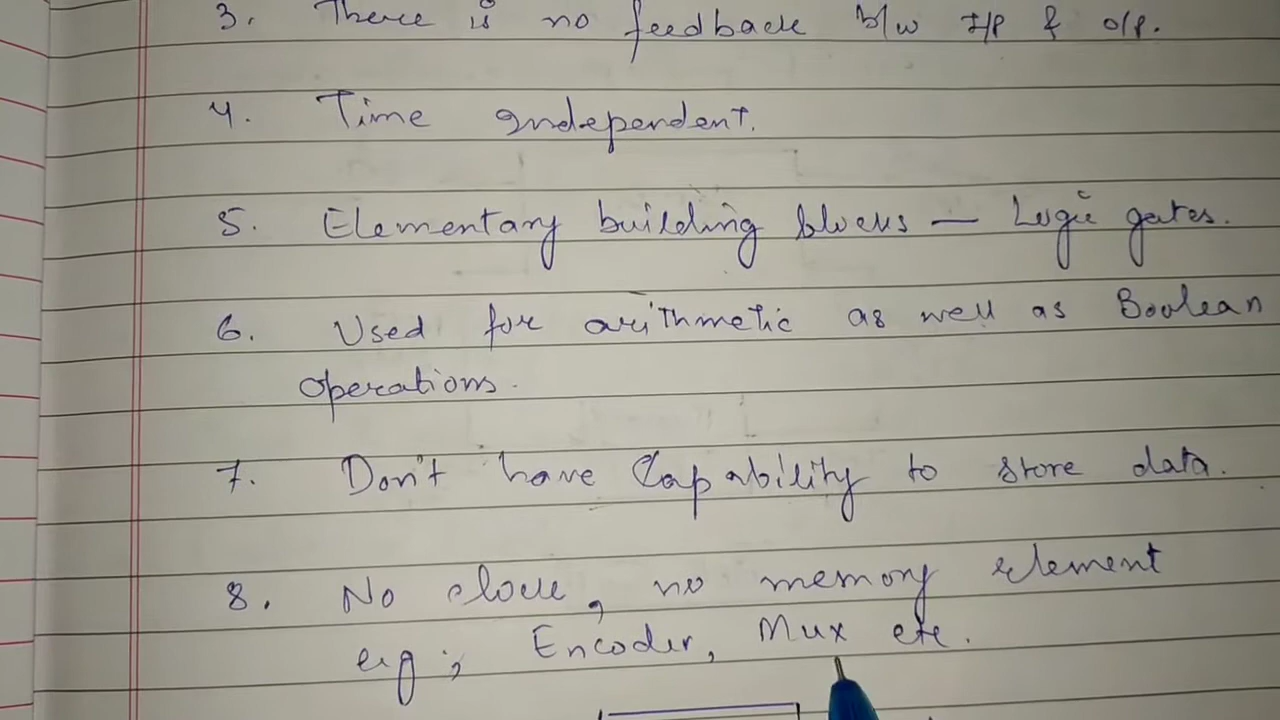 3. There is no feedback b/w I/P & O/P.
4. Time Independent.
5. Elementary building blocks — Logic gates.
6. Used for arithmetic as well as Boolean
operations.
7. Don't have Capability to store data.
8. No clock, no memory element
eg:, Encoder, Mux etc.